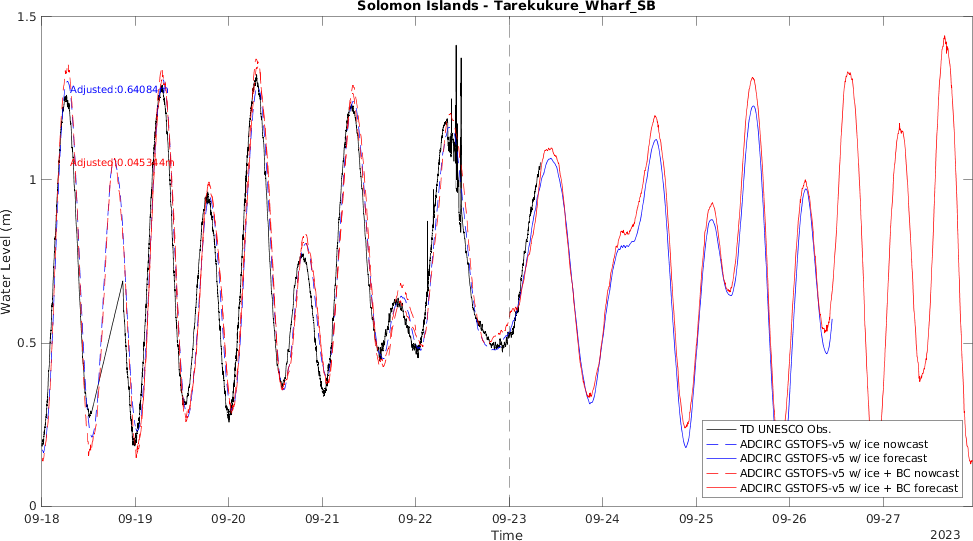 Solomon Islands - Tarekukure_Wharf_SB
1.5
1
0.5
0
Water Level (m)
Adjusted:0.64084m
Adjusted:0.045344m
TD UNESCO Obs.
ADCIRC GSTOFS-v5 w/ ice nowcast
ADCIRC GSTOFS-v5 w/ ice forecast
ADCIRC GSTOFS-v5 w/ ice + BC nowcast
ADCIRC GSTOFS-v5 w/ ice + BC forecast
09-18 09-19 09-20 09-21 09-22 09-23 09-24 09-25 09-26 09-27
Time
2023